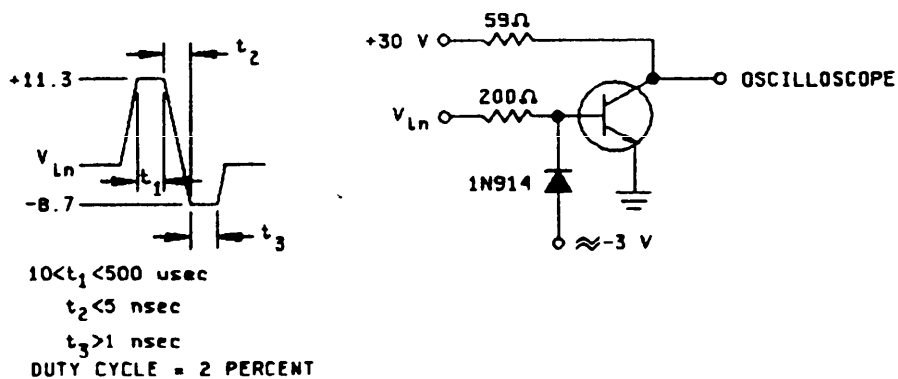 t2
+11.3
Vin
t1
-8.7
t3
10<t1<500 usec
t2<5 nsec
t3>1 nsec
DUTY CYCLE = 2 PERCENT
59Ω
+30 V
OSCILLOSCOPE
200Ω
Vin
1N914
≈-3 V